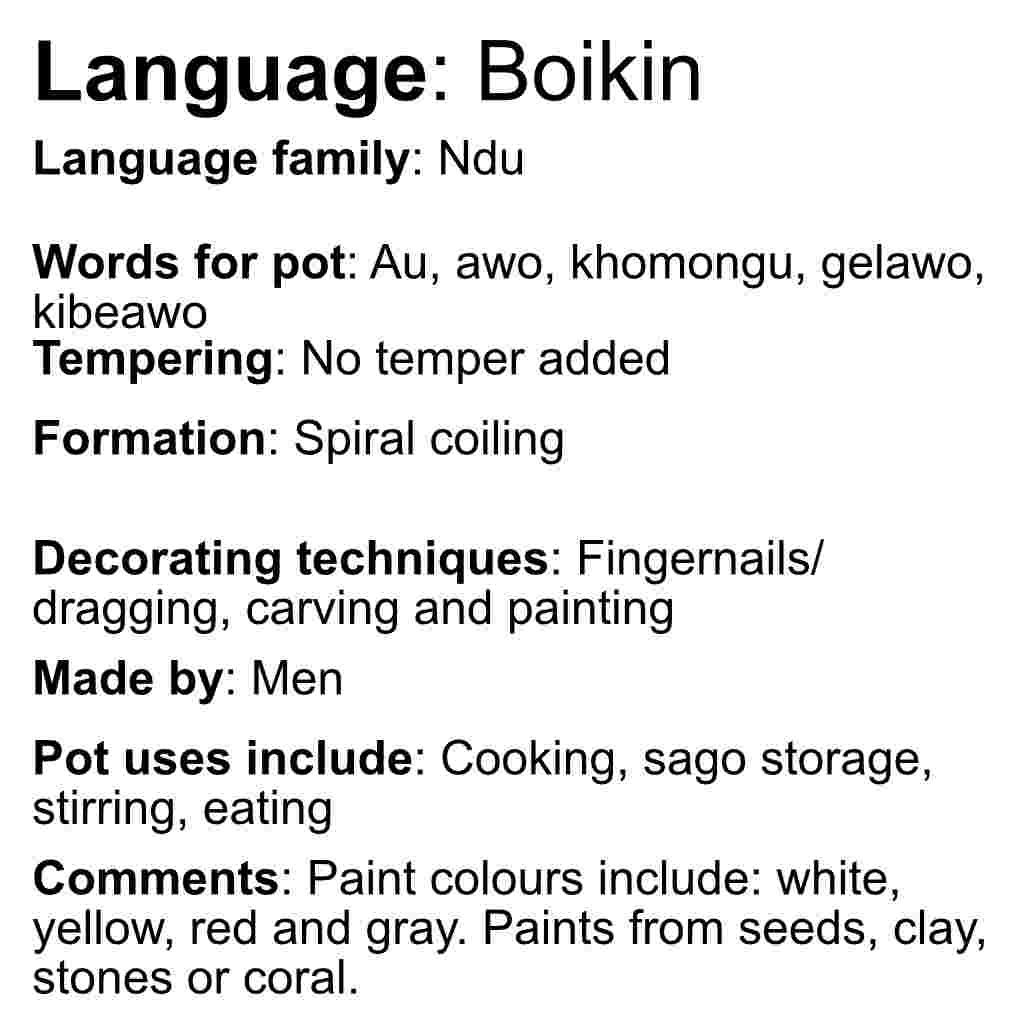 Language: Boikin
Language family: Ndu
Words for pot: Au, awo, khomongu, gelawo,
kibeawo
Tempering: No temper added
Formation: Spiral coiling
Decorating techniques: Fingernails/
dragging, carving and painting
Made by: Men
Pot uses include: Cooking, sago storage,
stirring, eating
Comments: Paint colours include: white,
yellow, red and gray. Paints from seeds, clay,
stones or coral.